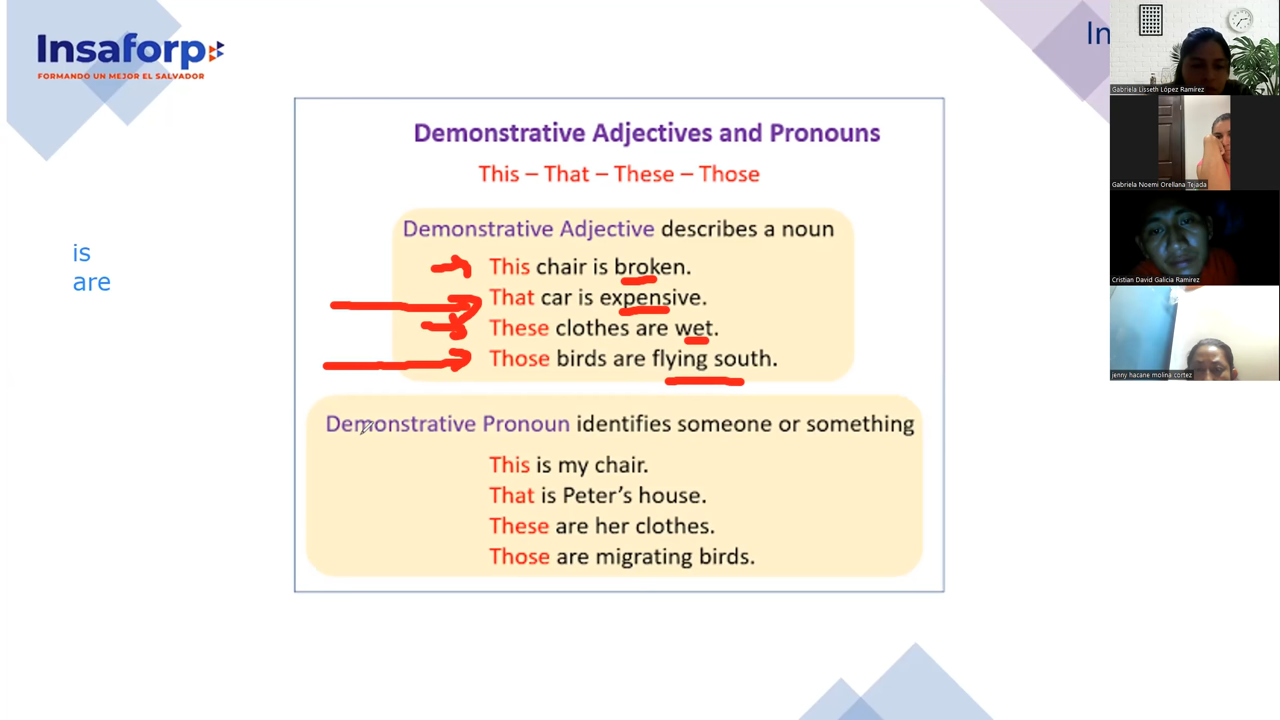 Insaforp
FORMANDO UN MEJOR EL SALVADOR
In
Demonstrative Adjectives and Pronouns
This – That – These – Those
Demonstrative Adjective describes a noun
This chair is broken.
That car is expensive.
These clothes are wet.
Those birds are flying south.
is
are
Demonstrative Pronoun identifies someone or something
This is my chair.
That is Peter's house.
These are her clothes.
Those are migrating birds.
Gabriela Lisseth López Ramírez
Gabriela Noemi Orellana Tejada
Cristian David Galicia Ramirez
jenny hacane molina cortez